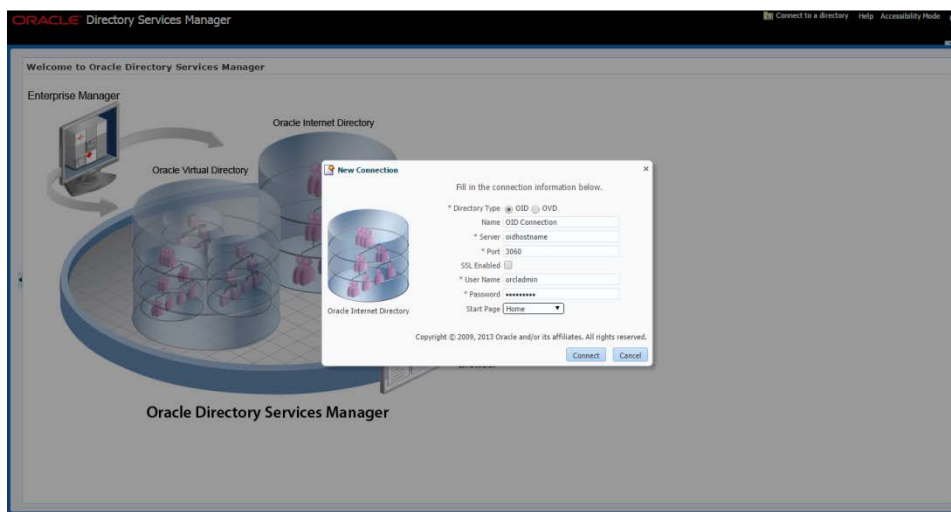 ORACLE Directory Services Manager
Connect to a directory Help Accessibility Mode
Welcome to Oracle Directory Services Manager
Enterprise Manager
Oracle Internet Directory
Oracle Virtual Directory
New Connection
Fill in the connection information below.
* Directory Type OID OVD
Name OID Connection
* Server oidhostname
* Port 3060
SSL Enabled
* User Name orcladmin
* Password •••••••••
Start Page Home
Oracle Internet Directory
Copyright © 2009, 2013 Oracle and/or its affiliates. All rights reserved.
Connect Cancel
Oracle Directory Services Manager